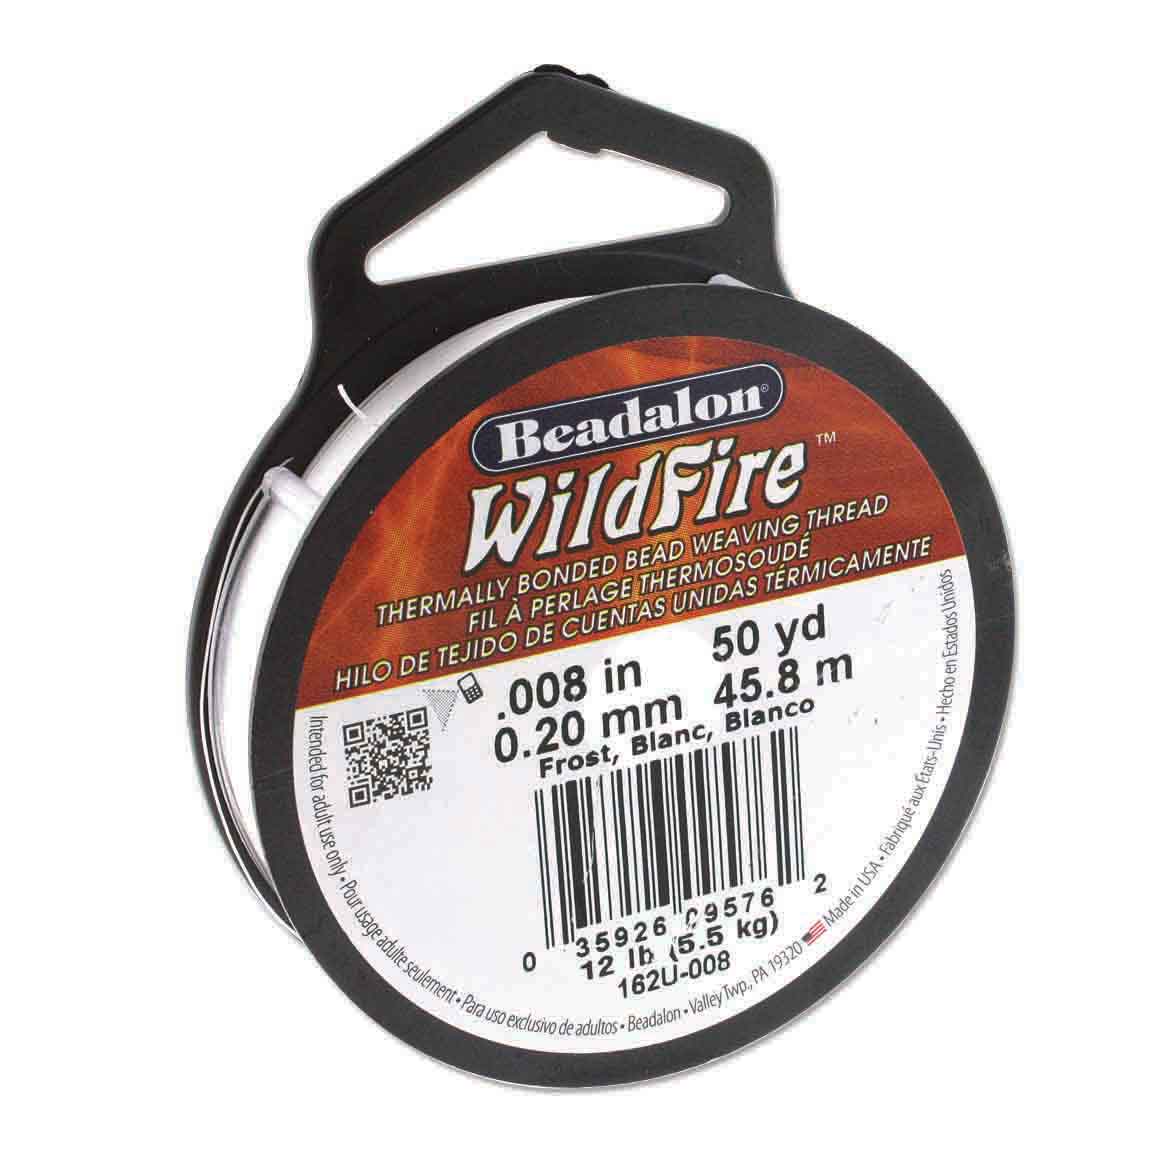 Beadalon®
WildFire™
THERMALLY BONDED BEAD WEAVING THREAD
FIL À PERLAGE THERMOSOUDÉ
HILO DE TEJIDO DE CUENTAS UNIDAS TÉRMICAMENTE
.008 in 50 yd
0.20 mm 45.8 m
Frost, Blanc, Blanco
0 35926 09576 2
12 lb (5.5 kg)
162U-008
Intended for adult use only • Pour usage adulte seulement • Para uso exclusivo de adultos • Beadalon • Valley Twp., PA 19320 Made in USA • Fabriqué aux États-Unis • Hecho en Estados Unidos